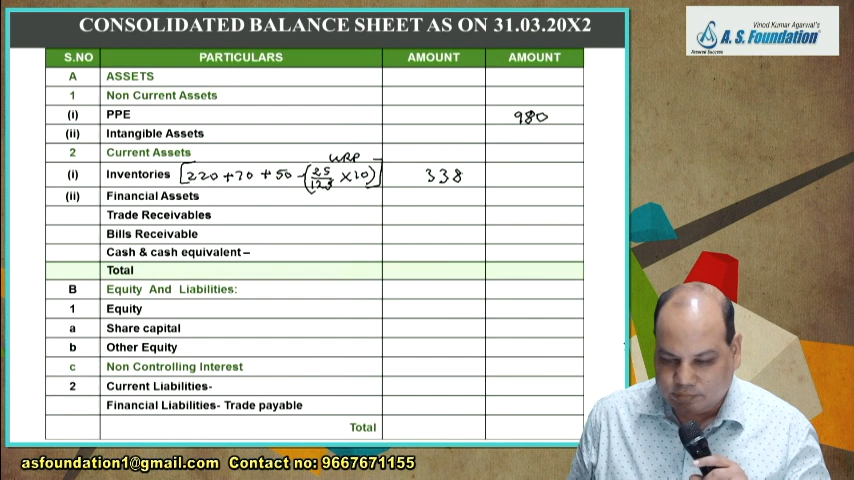 CONSOLIDATED BALANCE SHEET AS ON 31.03.20X2
Vinod Kumar Agarwal's
A. S. Foundation®
Assured Success
S.NO PARTICULARS AMOUNT AMOUNT
A ASSETS
1 Non Current Assets
(i) PPE 980
(ii) Intangible Assets
2 Current Assets
URP
(i) Inventories [220 + 70 + 50 - (25/125 × 10)] 338
(ii) Financial Assets
Trade Receivables
Bills Receivable
Cash & cash equivalent –
Total
B Equity And Liabilities:
1 Equity
a Share capital
b Other Equity
c Non Controlling Interest
2 Current Liabilities-
Financial Liabilities- Trade payable
Total
asfoundation1@gmail.com Contact no: 9667671155